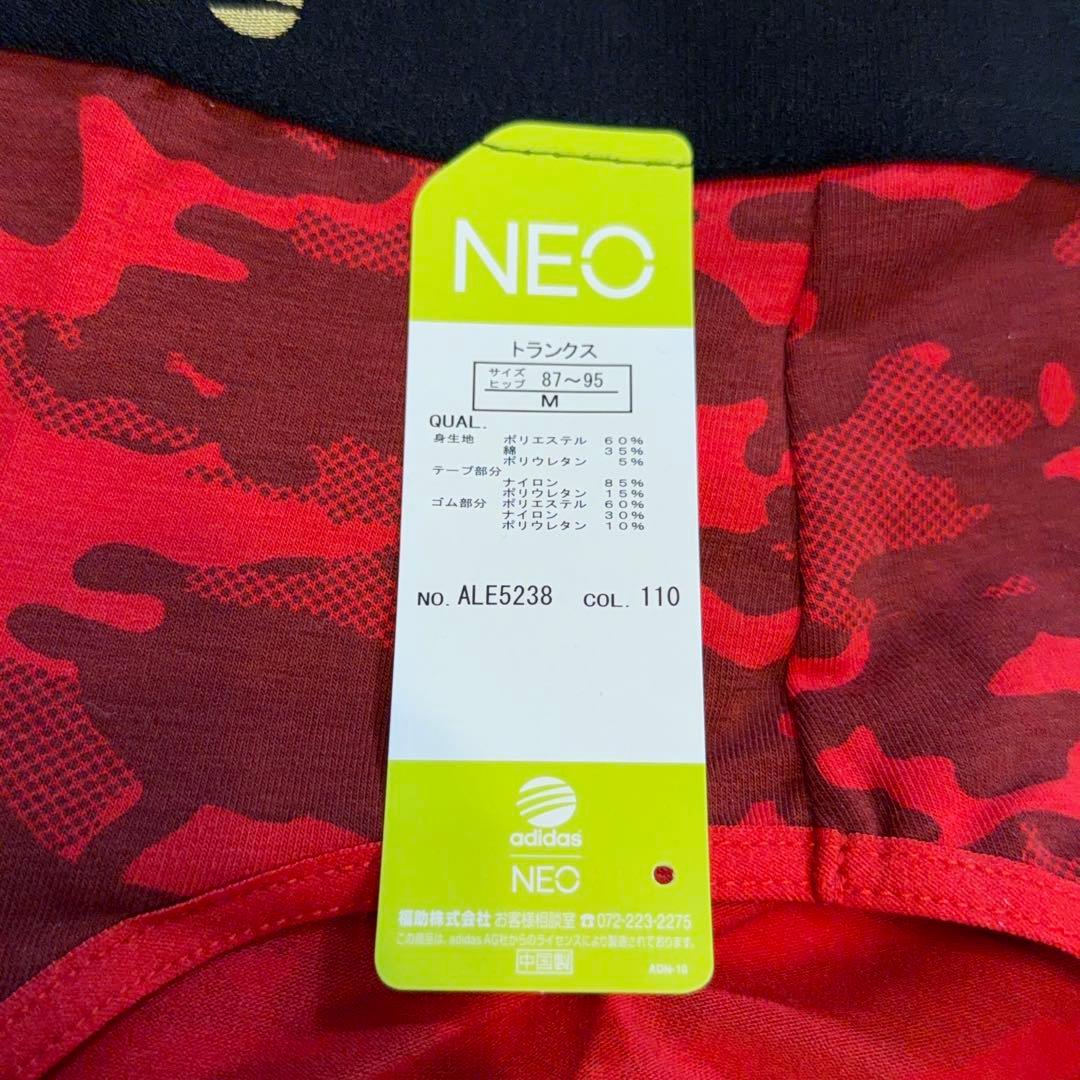 NEO
トランクス
サイズ
ヒップ 87～95
M
QUAL.
身生地 ポリエステル 60%
綿 35%
ポリウレタン 5%
テープ部分
ナイロン 85%
ポリウレタン 15%
ゴム部分 ポリエステル 60%
ナイロン 30%
ポリウレタン 10%
NO. ALE5238 COL. 110
adidas
NEO
福助株式会社 お客様相談室 ☎072-223-2275
この商品は、adidas AG社からのライセンスにより製造されております。
中国製
ADN-18